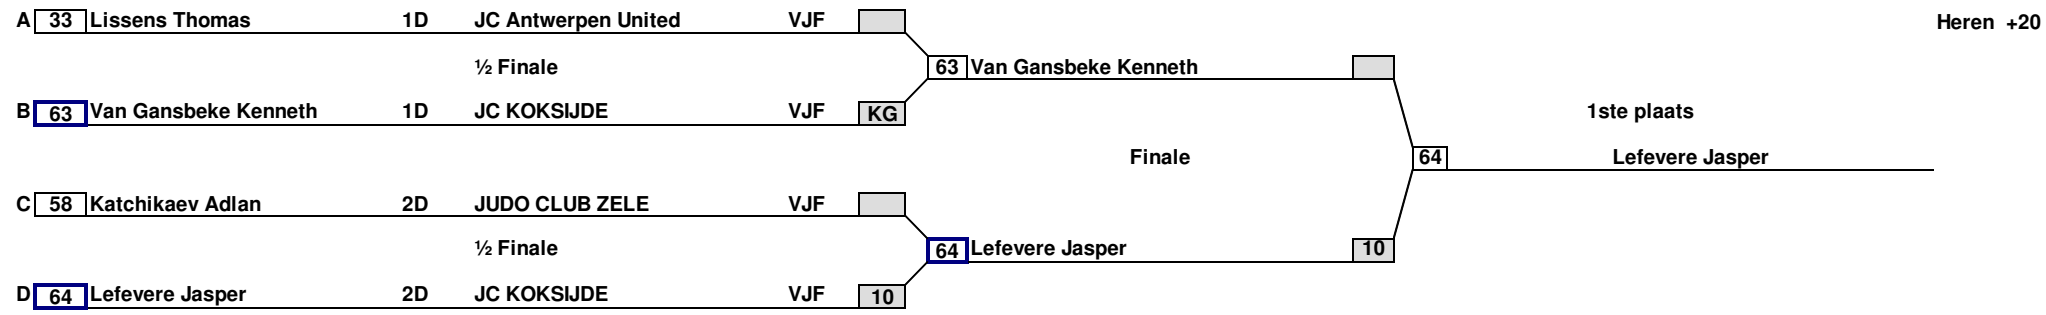 A 33 Lissens Thomas 1D JC Antwerpen United VJF
Heren +20
½ Finale
63 Van Gansbeke Kenneth
B 63 Van Gansbeke Kenneth 1D JC KOKSIJDE VJF KG
1ste plaats
Finale
64 Lefevere Jasper
C 58 Katchikaev Adlan 2D JUDO CLUB ZELE VJF
½ Finale
64 Lefevere Jasper 10
D 64 Lefevere Jasper 2D JC KOKSIJDE VJF 10